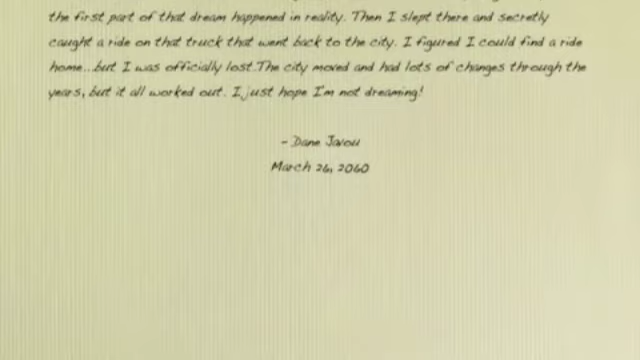 the first part of that dream happened in reality. Then I slept there and secretly
caught a ride on that truck that went back to the city. I figured I could find a ride
home...but I was officially lost.The city moved and had lots of changes through the
years, but it all worked out. I just hope I'm not dreaming!
- Dane Jvou
March 26, 2060